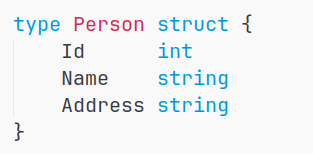 type Person struct {
    Id      int
    Name    string
    Address string
}